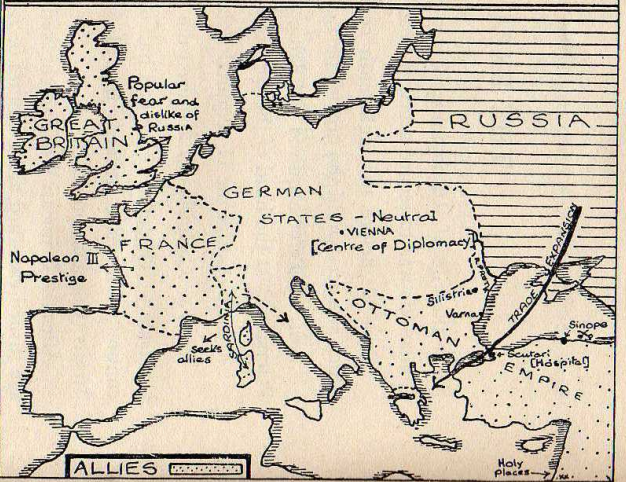 Popular
fear and
dislike of
RUSSIA
GREAT
BRITAIN
RUSSIA
GERMAN
STATES - Neutral
VIENNA
[Centre of Diplomacy]
FRANCE
Napoleon III
Prestige
SARDINIA
Seeks
allies
OTTOMAN
EMPIRE
Silistria
Varna
TRADE EXPANSION
Sinope
Scutari
[Hospital]
Holy
places
ALLIES